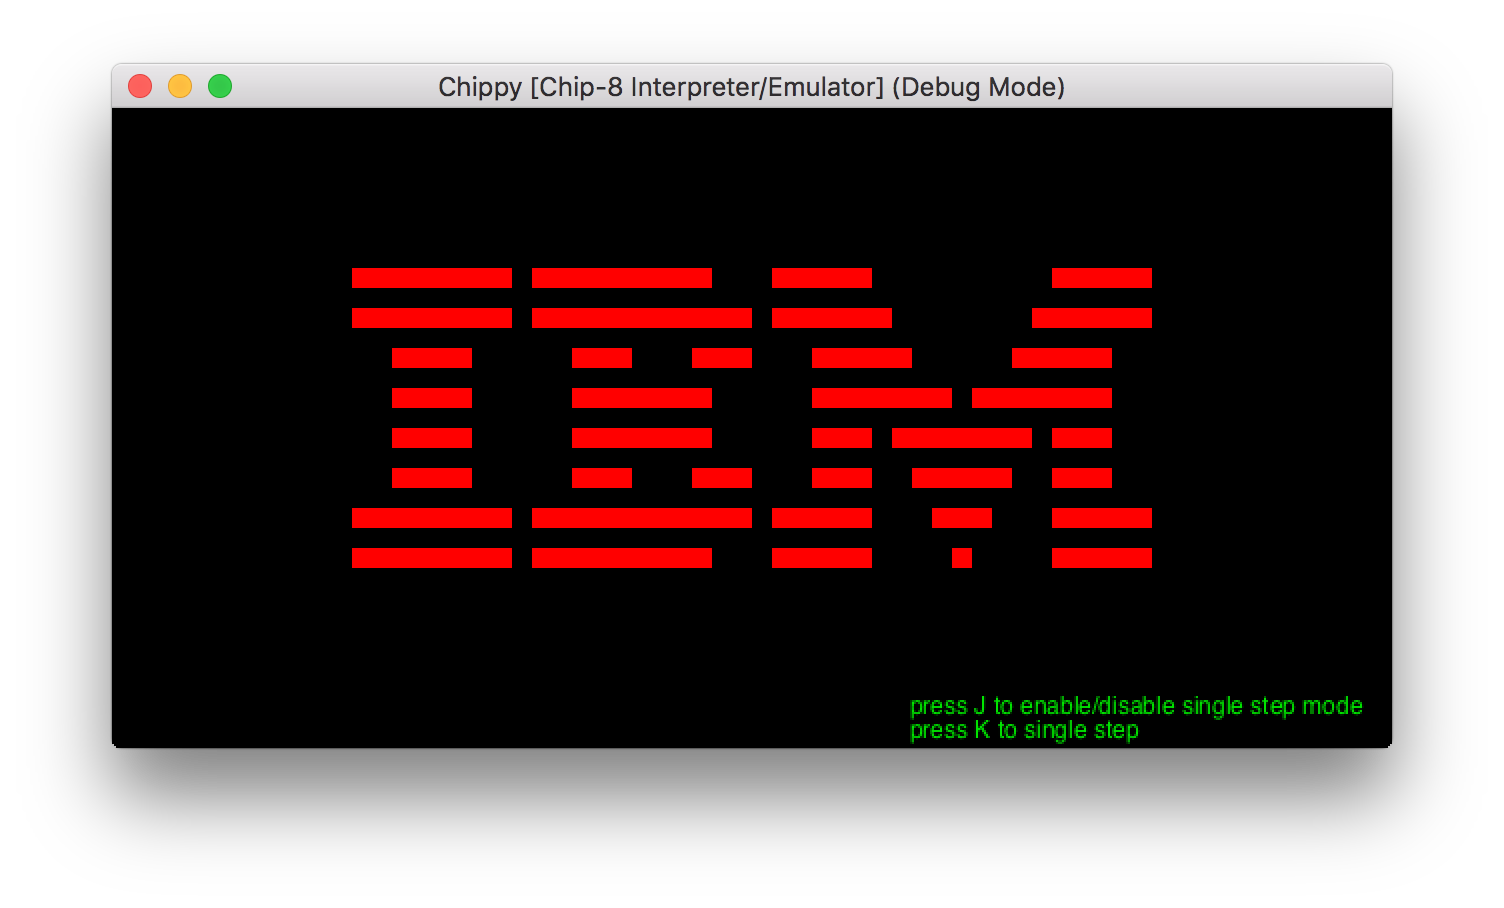 Chippy [Chip-8 Interpreter/Emulator] (Debug Mode)
IBM
press J to enable/disable single step mode
press K to single step